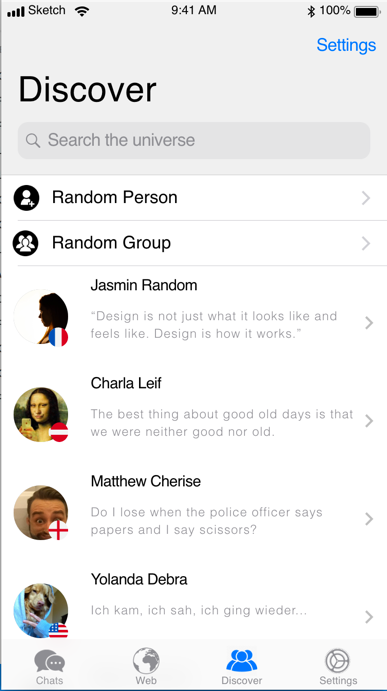 Sketch 9:41 AM 100%
Settings
Discover
Search the universe
Random Person
Random Group
Jasmin Random
“Design is not just what it looks like and
feels like. Design is how it works.”
Charla Leif
The best thing about good old days is that
we were neither good nor old.
Matthew Cherise
Do I lose when the police officer says
papers and I say scissors?
Yolanda Debra
Ich kam, ich sah, ich ging wieder...
Chats Web Discover Settings